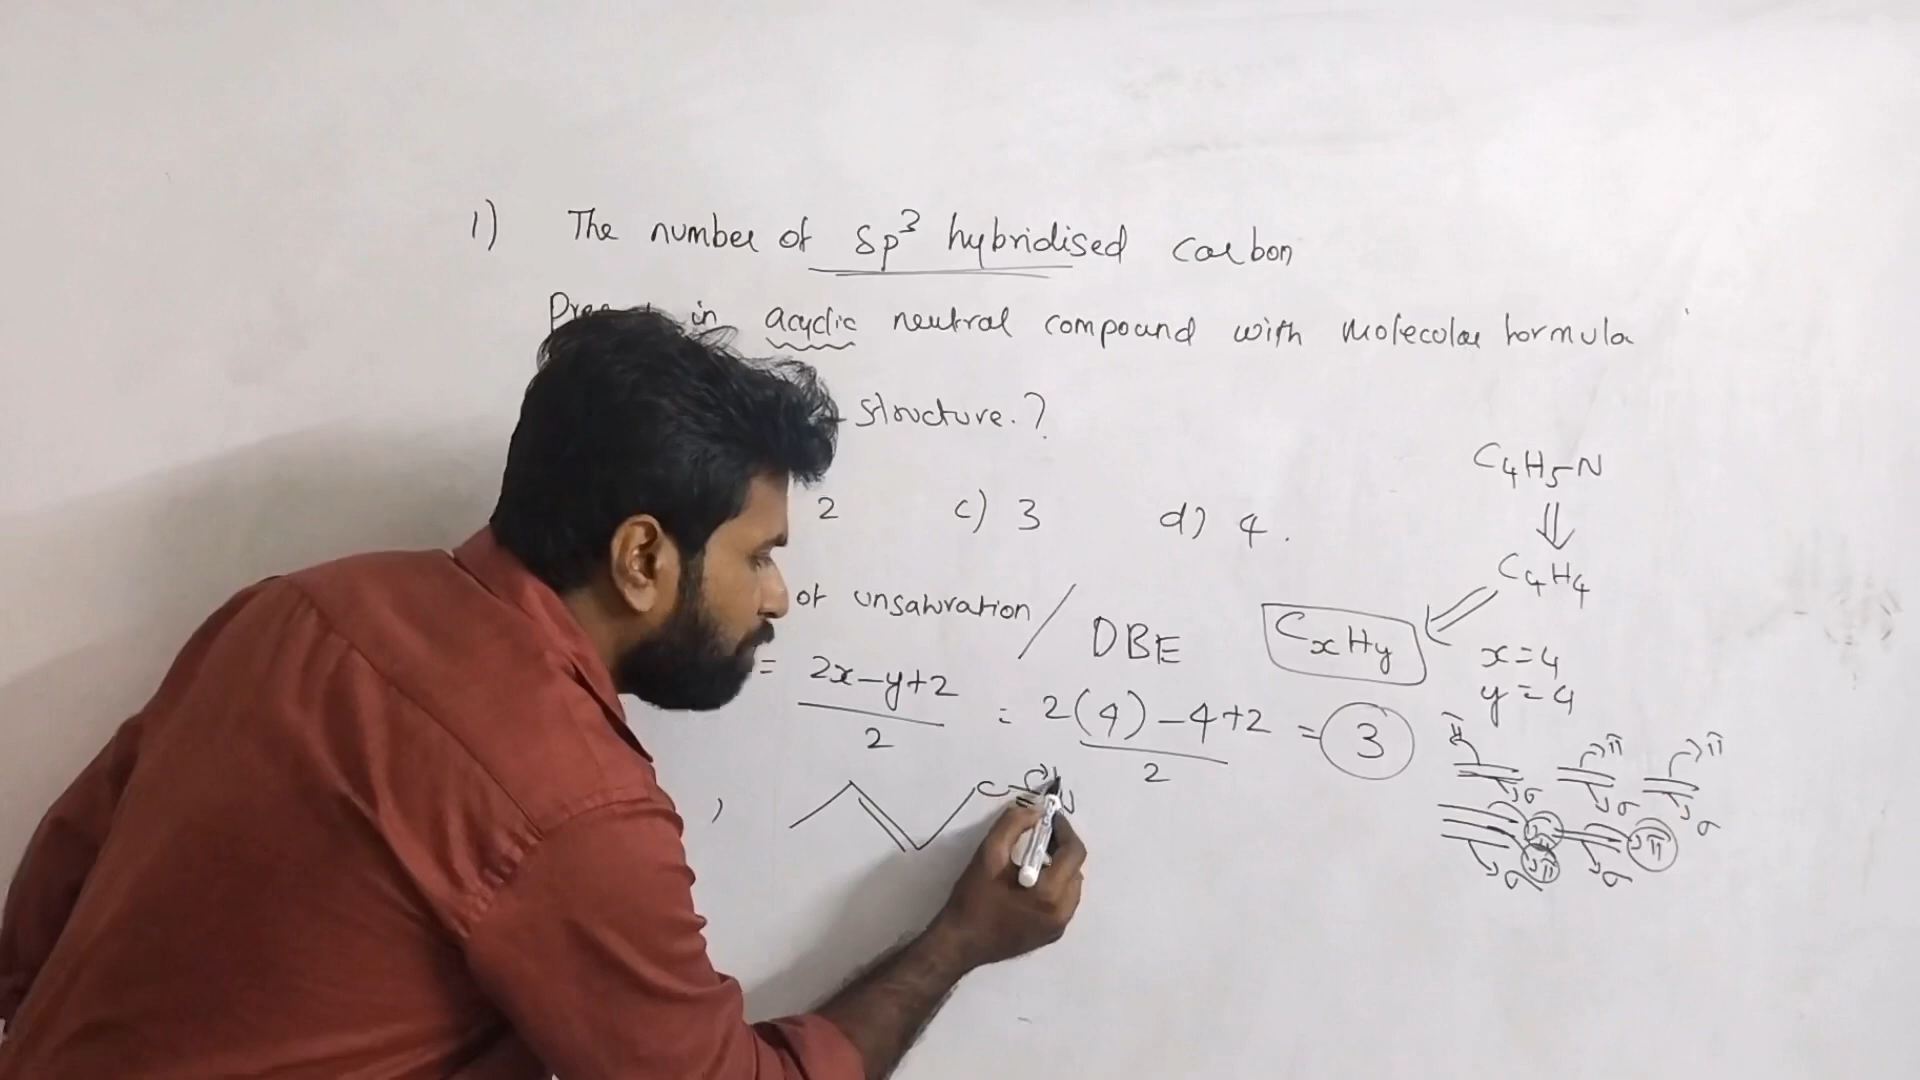 1) The number of sp³ hybridised carbon
in acyclic neutral compound with molecular formula
structure.?
2 c) 3 d) 4.
C₄H₅-N
⇓
C₄H₄
of unsaturation / DBE
CxHy
x=4
y=4
= 2x-y+2 / 2 = 2(4)-4+2 / 2 = 3
π π π
σ σ σ
, C
π π π
σ σ